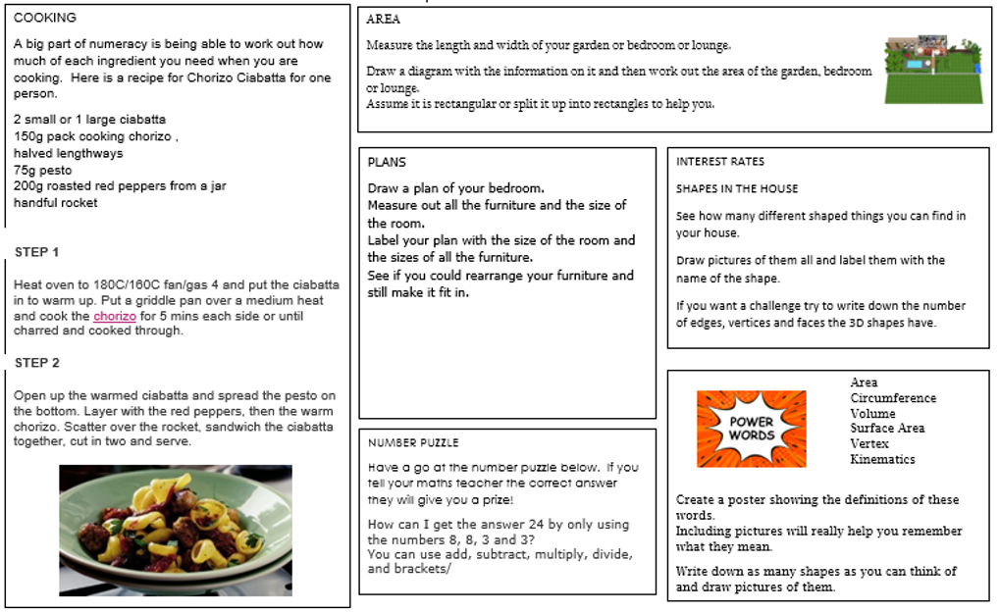 COOKING
A big part of numeracy is being able to work out how
much of each ingredient you need when you are
cooking.  Here is a recipe for Chorizo Ciabatta for one
person.
2 small or 1 large ciabatta
150g pack cooking chorizo ,
halved lengthways
75g pesto
200g roasted red peppers from a jar
handful rocket
STEP 1
Heat oven to 180C/160C fan/gas 4 and put the ciabatta
in to warm up. Put a griddle pan over a medium heat
and cook the chorizo for 5 mins each side or until
charred and cooked through.
STEP 2
Open up the warmed ciabatta and spread the pesto on
the bottom. Layer with the red peppers, then the warm
chorizo. Scatter over the rocket, sandwich the ciabatta
together, cut in two and serve.
AREA
Measure the length and width of your garden or bedroom or lounge.
Draw a diagram with the information on it and then work out the area of the garden, bedroom
or lounge.
Assume it is rectangular or split it up into rectangles to help you.
PLANS
Draw a plan of your bedroom.
Measure out all the furniture and the size of
the room.
Label your plan with the size of the room and
the sizes of all the furniture.
See if you could rearrange your furniture and
still make it fit in.
NUMBER PUZZLE
Have a go at the number puzzle below.  If you
tell your maths teacher the correct answer
they will give you a prize!
How can I get the answer 24 by only using
the numbers 8, 8, 3 and 3?
You can use add, subtract, multiply, divide,
and brackets/
INTEREST RATES
SHAPES IN THE HOUSE
See how many different shaped things you can find in
your house.
Draw pictures of them all and label them with the
name of the shape.
If you want a challenge try to write down the number
of edges, vertices and faces the 3D shapes have.
POWER
WORDS
Area
Circumference
Volume
Surface Area
Vertex
Kinematics
Create a poster showing the definitions of these
words.
Including pictures will really help you remember
what they mean.
Write down as many shapes as you can think of
and draw pictures of them.